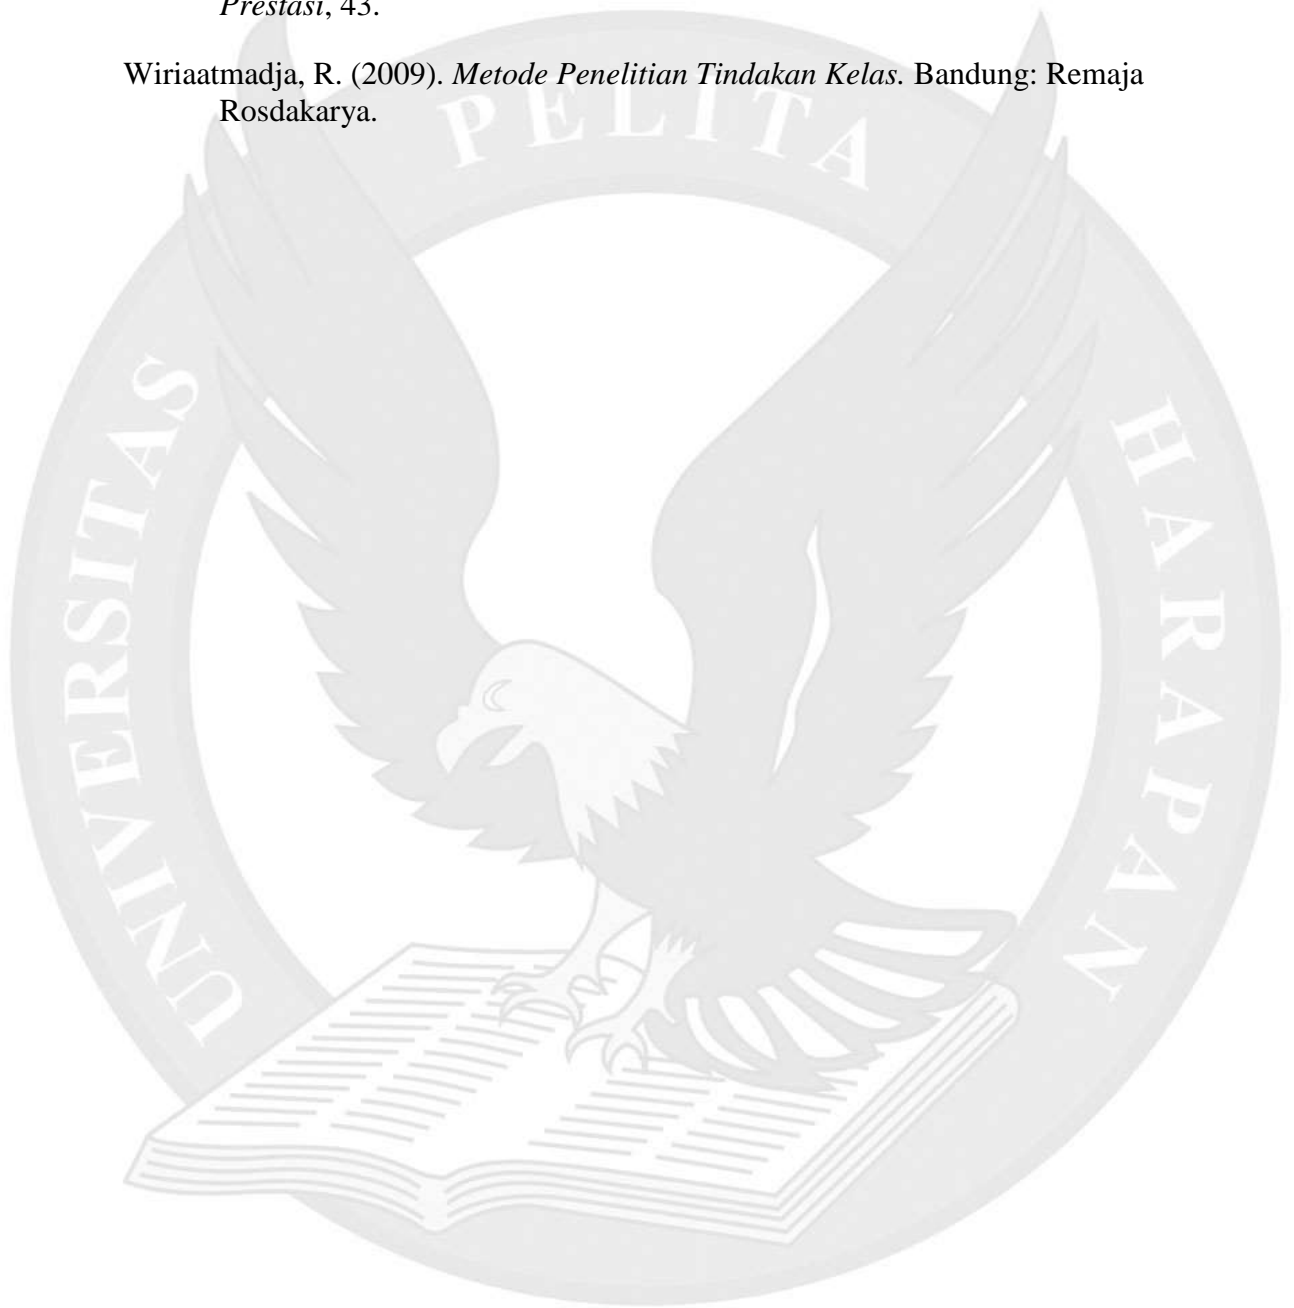 Prestasi, 43.
Wiriaatmadja, R. (2009). Metode Penelitian Tindakan Kelas. Bandung: Remaja
Rosdakarya.
UNIVERSITAS PELITA HARAPAN